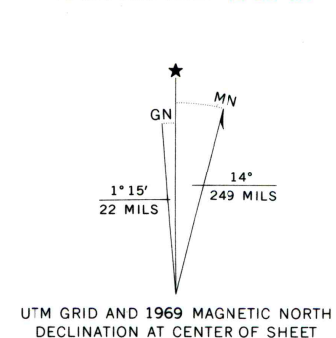 ★
MN
GN
1° 15′
22 MILS
14°
249 MILS
UTM GRID AND 1969 MAGNETIC NORTH
DECLINATION AT CENTER OF SHEET